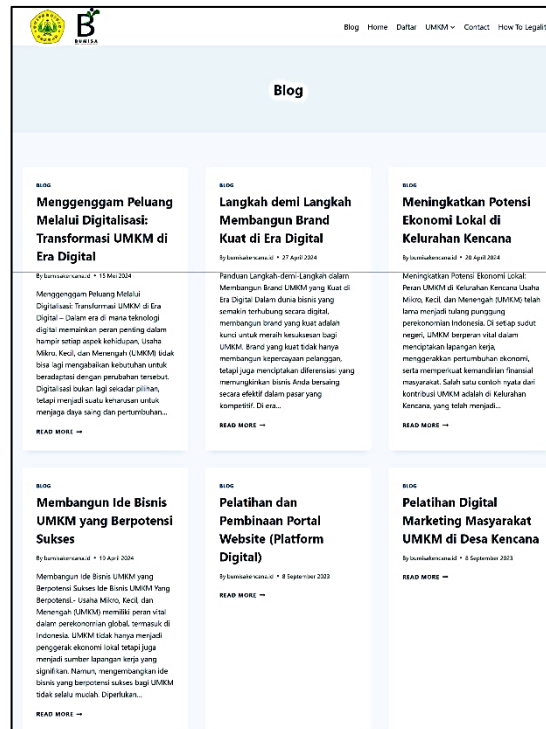 BUMISA
Blog Home Daftar UMKM Contact How To Legalit
Blog
BLOG
Menggenggam Peluang
Melalui Digitalisasi:
Transformasi UMKM di
Era Digital
By bumisakencana.id • 15 Mei 2024
Menggenggam Peluang Melalui
Digitalisasi: Transformasi UMKM di Era
Digital – Dalam era di mana teknologi
digital memainkan peran penting dalam
hampir setiap aspek kehidupan, Usaha
Mikro, Kecil, dan Menengah (UMKM) tidak
bisa lagi mengabaikan kebutuhan untuk
beradaptasi dengan perubahan tersebut.
Digitalisasi bukan lagi sekadar pilihan,
tetapi menjadi suatu keharusan untuk
menjaga daya saing dan pertumbuhan...
READ MORE →
BLOG
Langkah demi Langkah
Membangun Brand
Kuat di Era Digital
By bumisakencana.id • 27 April 2024
Panduan Langkah-demi-Langkah dalam
Membangun Brand UMKM yang Kuat di
Era Digital Dalam dunia bisnis yang
semakin terhubung secara digital,
membangun brand yang kuat adalah
kunci untuk meraih kesuksesan bagi
UMKM. Brand yang kuat tidak hanya
membangun kepercayaan pelanggan,
tetapi juga menciptakan diferensiasi yang
memungkinkan bisnis Anda bersaing
secara efektif dalam pasar yang
kompetitif. Di era...
READ MORE →
BLOG
Meningkatkan Potensi
Ekonomi Lokal di
Kelurahan Kencana
By bumisakencana.id • 20 April 2024
Meningkatkan Potensi Ekonomi Lokal:
Peran UMKM di Kelurahan Kencana Usaha
Mikro, Kecil, dan Menengah (UMKM) telah
lama menjadi tulang punggung
perekonomian Indonesia. Di setiap sudut
negeri, UMKM berperan vital dalam
menciptakan lapangan kerja,
menggerakkan pertumbuhan ekonomi,
serta memperkuat kemandirian finansial
masyarakat. Salah satu contoh nyata dari
kontribusi UMKM adalah di Kelurahan
Kencana, yang telah menjadi...
READ MORE →
BLOG
Membangun Ide Bisnis
UMKM yang Berpotensi
Sukses
By bumisakencana.id • 19 April 2024
Membangun Ide Bisnis UMKM yang
Berpotensi Sukses Ide Bisnis UMKM Yang
Berpotensi,- Usaha Mikro, Kecil, dan
Menengah (UMKM) memiliki peran vital
dalam perekonomian global, termasuk di
Indonesia. UMKM tidak hanya menjadi
penggerak ekonomi lokal tetapi juga
menjadi sumber lapangan kerja yang
signifikan. Namun, mengembangkan ide
bisnis yang berpotensi sukses bagi UMKM
tidak selalu mudah. Diperlukan...
READ MORE →
BLOG
Pelatihan dan
Pembinaan Portal
Website (Platform
Digital)
By bumisakencana.id • 8 September 2023
READ MORE →
BLOG
Pelatihan Digital
Marketing Masyarakat
UMKM di Desa Kencana
By bumisakencana.id • 8 September 2023
READ MORE →